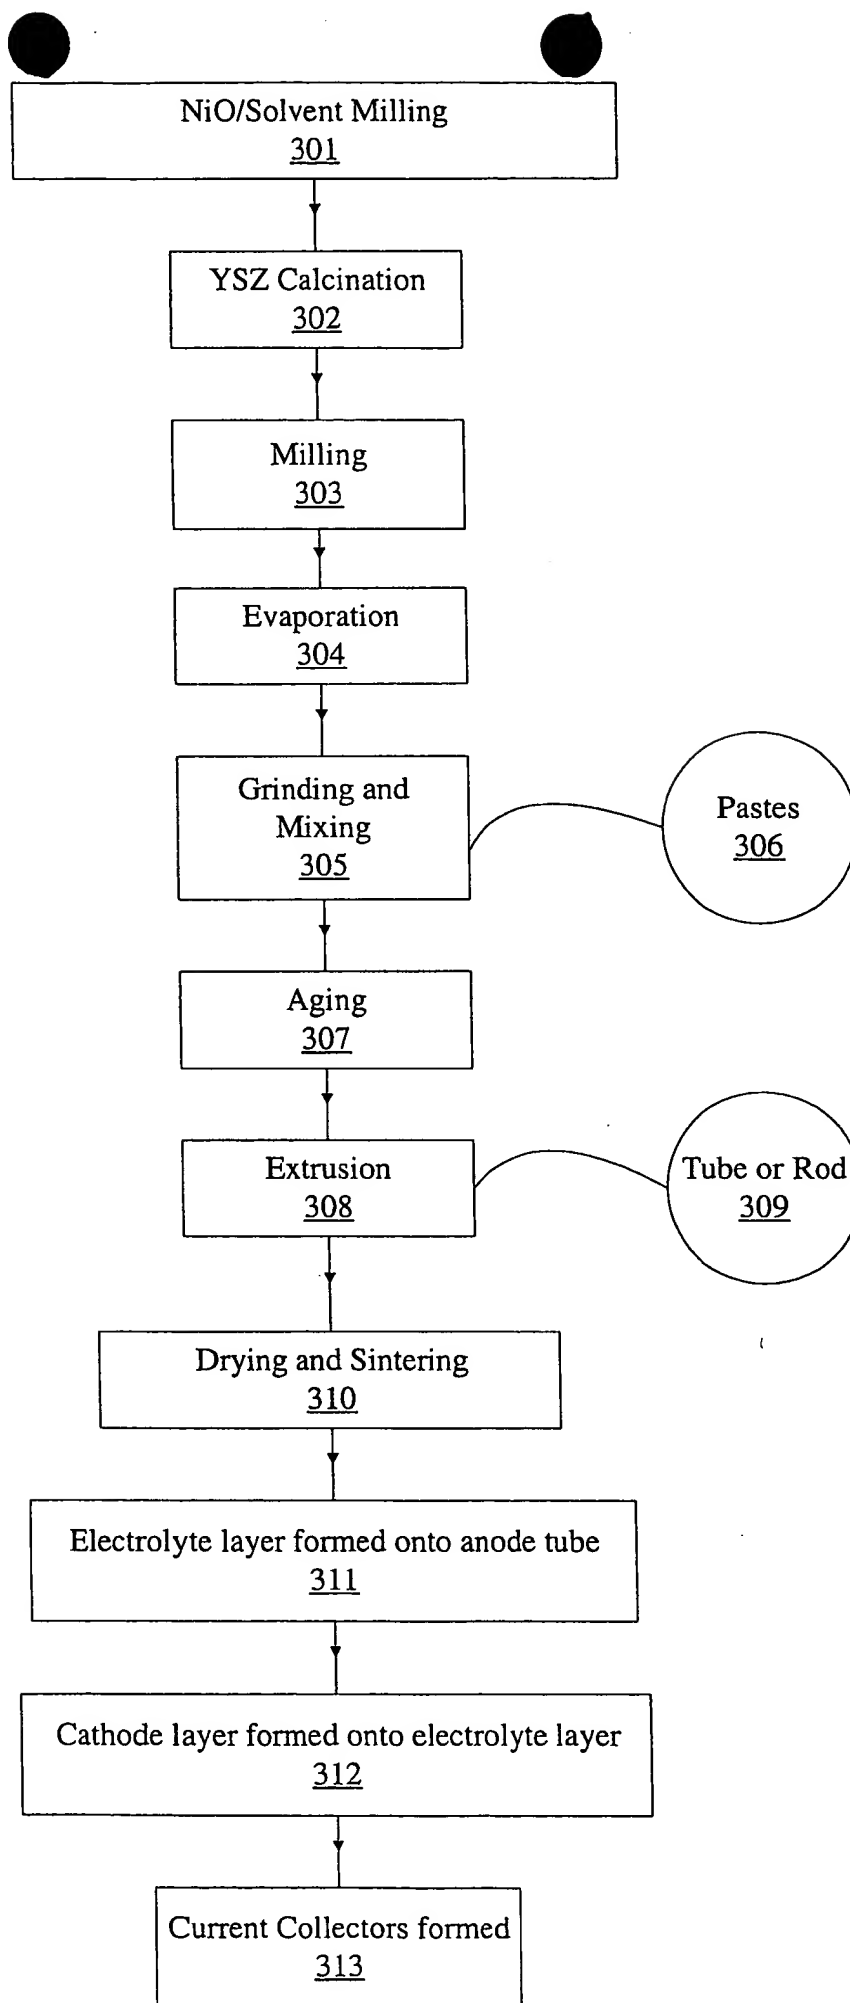 NiO/Solvent Milling
301
YSZ Calcination
302
Milling
303
Evaporation
304
Grinding and
Mixing
305
Pastes
306
Aging
307
Extrusion
308
Tube or Rod
309
Drying and Sintering
310
Electrolyte layer formed onto anode tube
311
Cathode layer formed onto electrolyte layer
312
Current Collectors formed
313